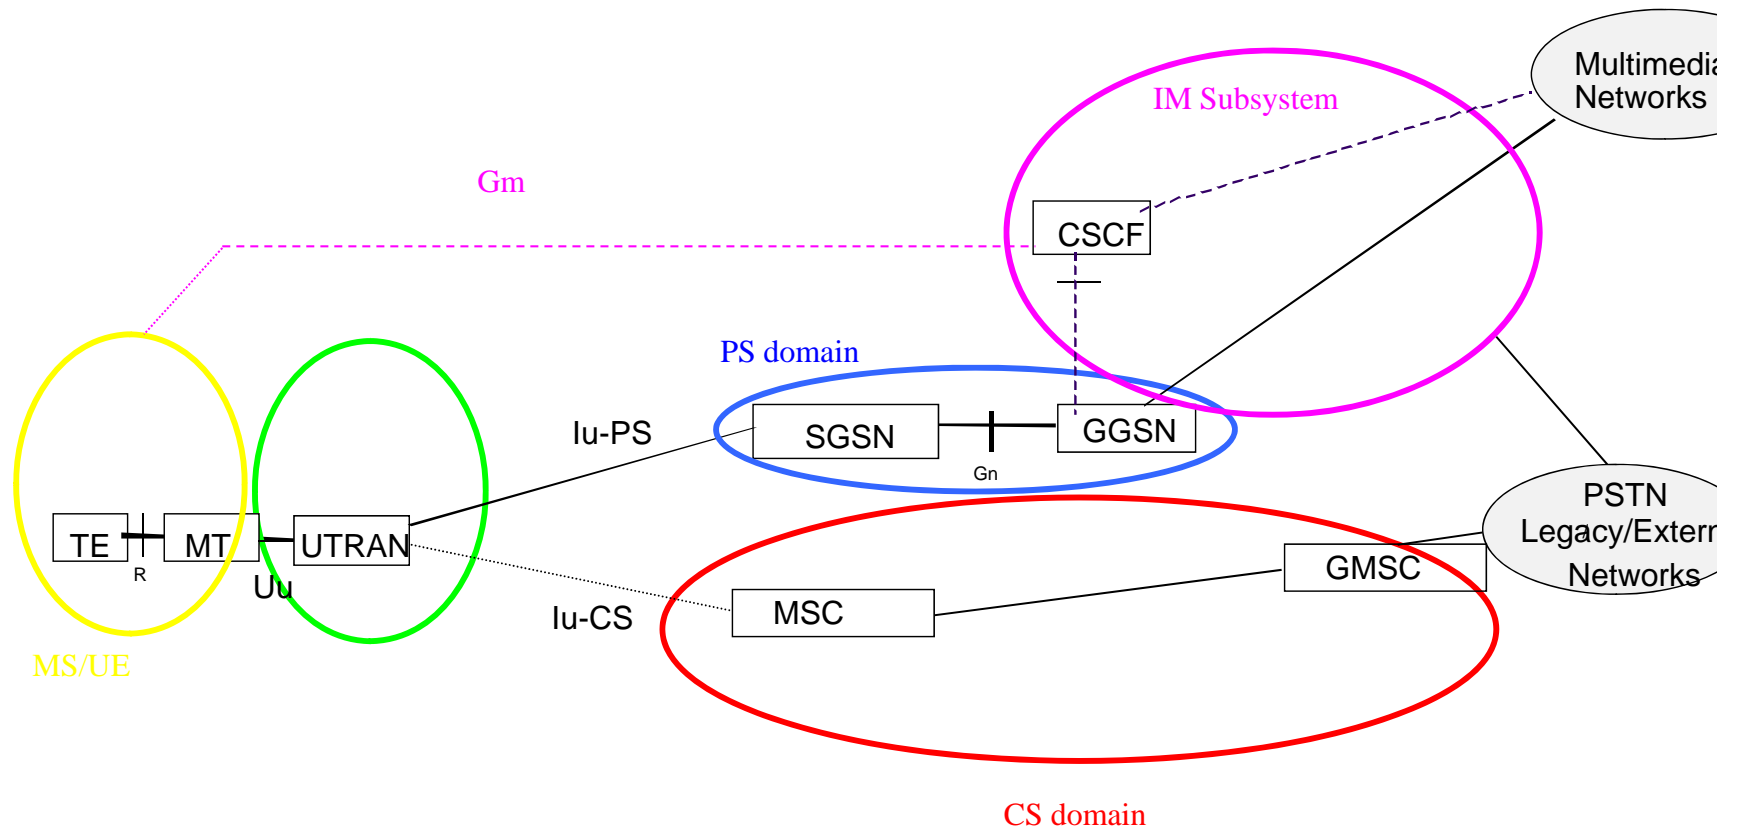 Multimedia
Networks
IM Subsystem
Gm
CSCF
PS domain
Iu-PS
SGSN
GGSN
Gn
PSTN
Legacy/Extern
Networks
TE
MT
UTRAN
R
Uu
GMSC
Iu-CS
MSC
MS/UE
CS domain